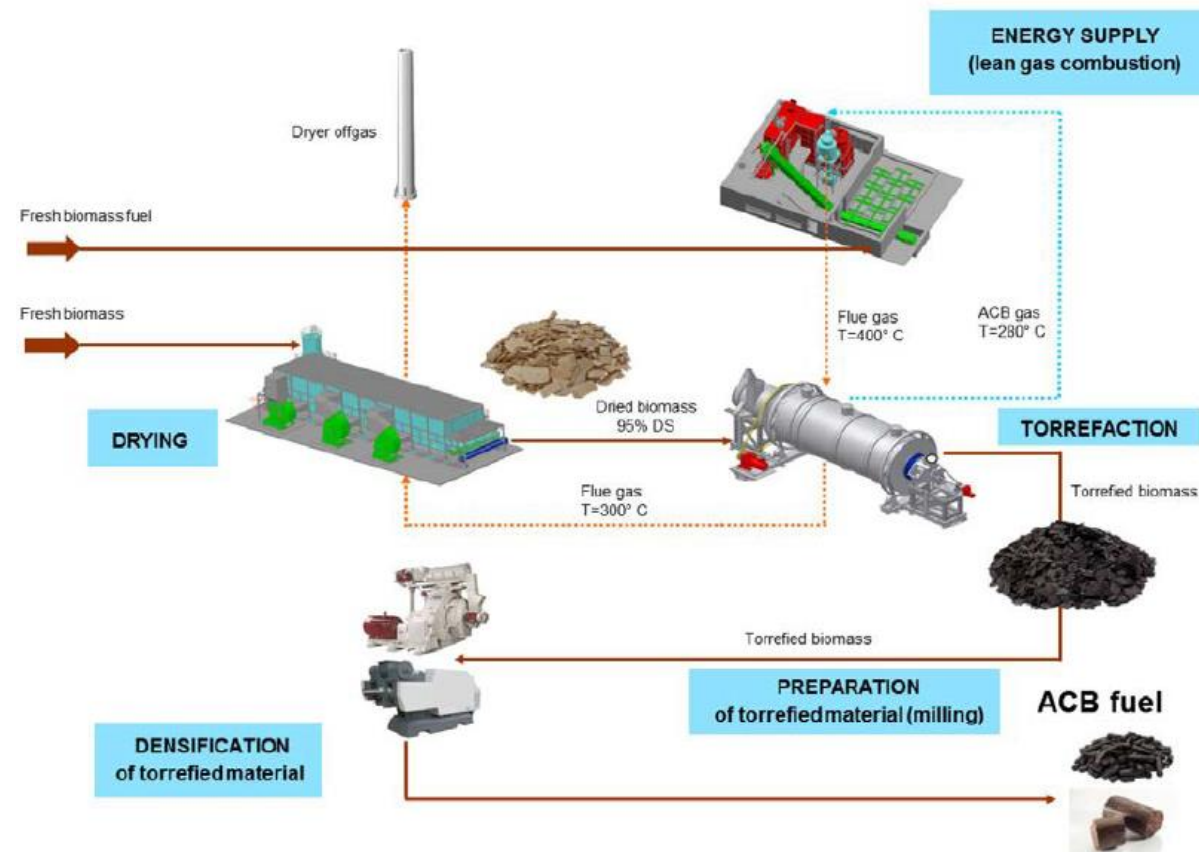 ENERGY SUPPLY
(lean gas combustion)
Dryer offgas
Fresh biomass fuel
Fresh biomass
Flue gas
T=400° C
ACB gas
T=280° C
Dried biomass
95% DS
DRYING
TORREFACTION
Flue gas
T=300° C
Torrefied biomass
Torrefied biomass
PREPARATION
of torrefied material (milling)
ACB fuel
DENSIFICATION
of torrefied material